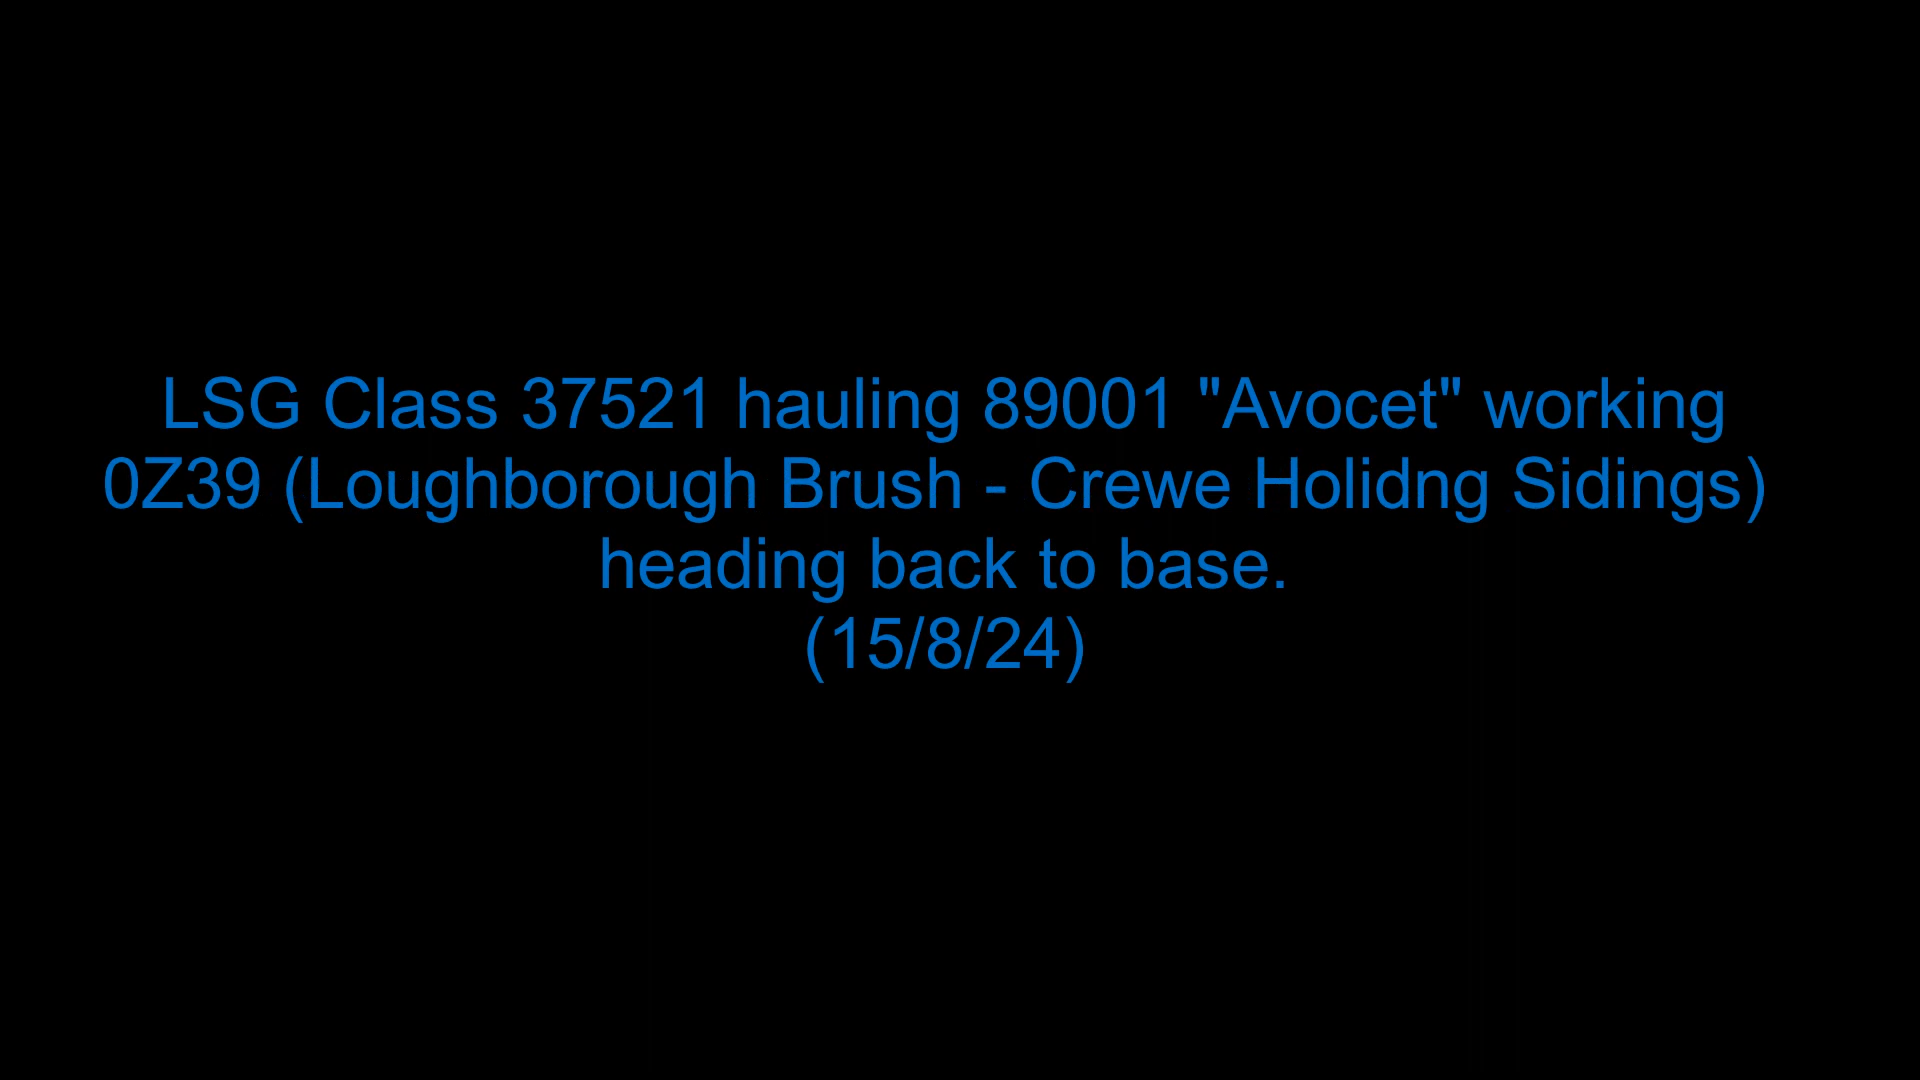 LSG Class 37521 hauling 89001 "Avocet" working
0Z39 (Loughborough Brush - Crewe Holidng Sidings)
heading back to base.
(15/8/24)